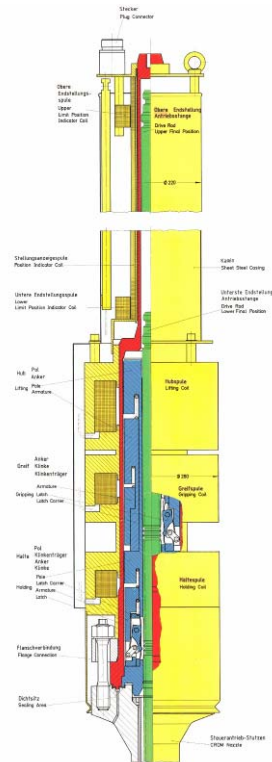 Stecker
Plug Connector
Obere
Endstellungs-
spule
Upper
Limit Position
Indicator Coil
Obere Endstellung
Antriebsstange
Drive Rod
Upper Final Position
Ø 220
Stellungsanzeigespule
Position Indicator Coil
Untere Endstellungsspule
Lower
Limit Position Indicator Coil
Sheet Steel Casing
Unterste Endstellung
Antriebsstange
Drive Rod
Lower Final Position
Hub
Pol
Anker
Lifting
Pole
Armature
Hubspule
Lifting Coil
Greif
Anker
Klinke
Klinkenträger
Gripping
Armature
Latch
Latch Carrier
Greifspule
Gripping Coil
Halte
Pol
Klinkenträger
Anker
Klinke
Holding
Pole
Latch Carrier
Armature
Latch
Haltespule
Holding Coil
Flanschverbindung
Flange Connection
Dichtsitz
Sealing Area
Steuerantrieb-Stutzen
CRDM Nozzle